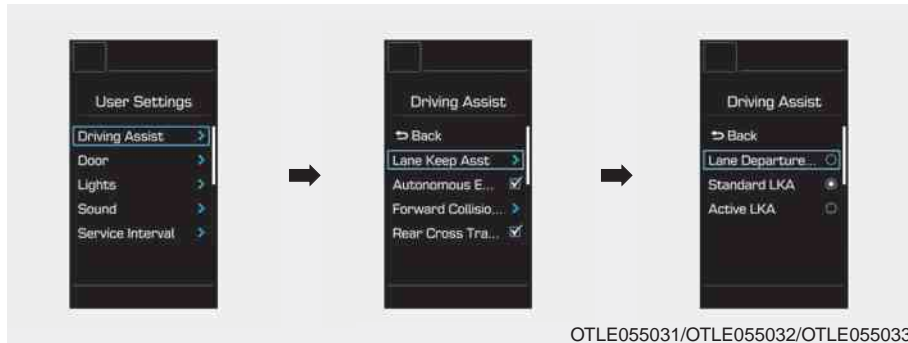 User Settings
Driving Assist
Door
Lights
Sound
Service Interval
Driving Assist
Back
Lane Keep Asst
Autonomous E...
Forward Collisio...
Rear Cross Tra...
Driving Assist
Back
Lane Departure...
Standard LKA
Active LKA
OTLE055031/OTLE055032/OTLE055033